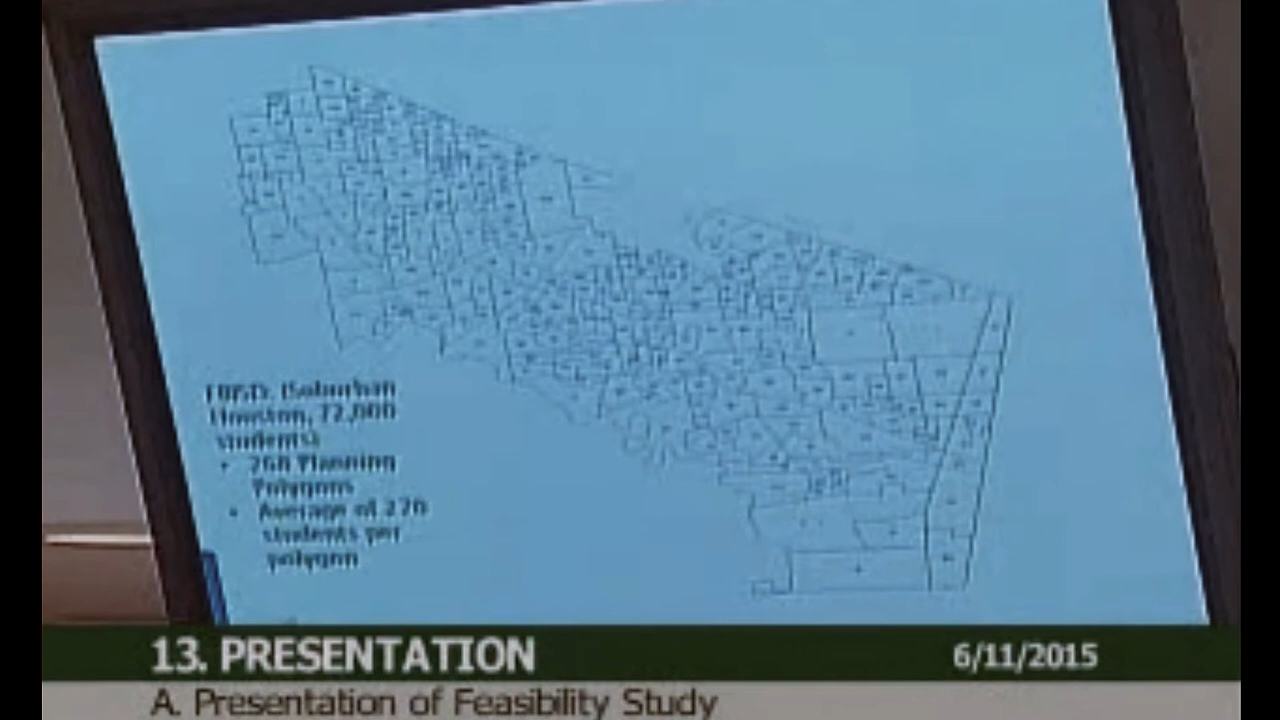 (Suburban
Houston, 72,000
students)
• 268 Planning
Polygons
• Average of 270
students per
polygon
13. PRESENTATION
6/11/2015
A. Presentation of Feasibility Study